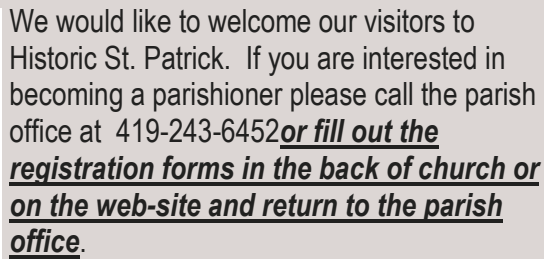 We would like to welcome our visitors to
Historic St. Patrick.  If you are interested in
becoming a parishioner please call the parish
office at  419-243-6452or fill out the
registration forms in the back of church or
on the web-site and return to the parish
office.